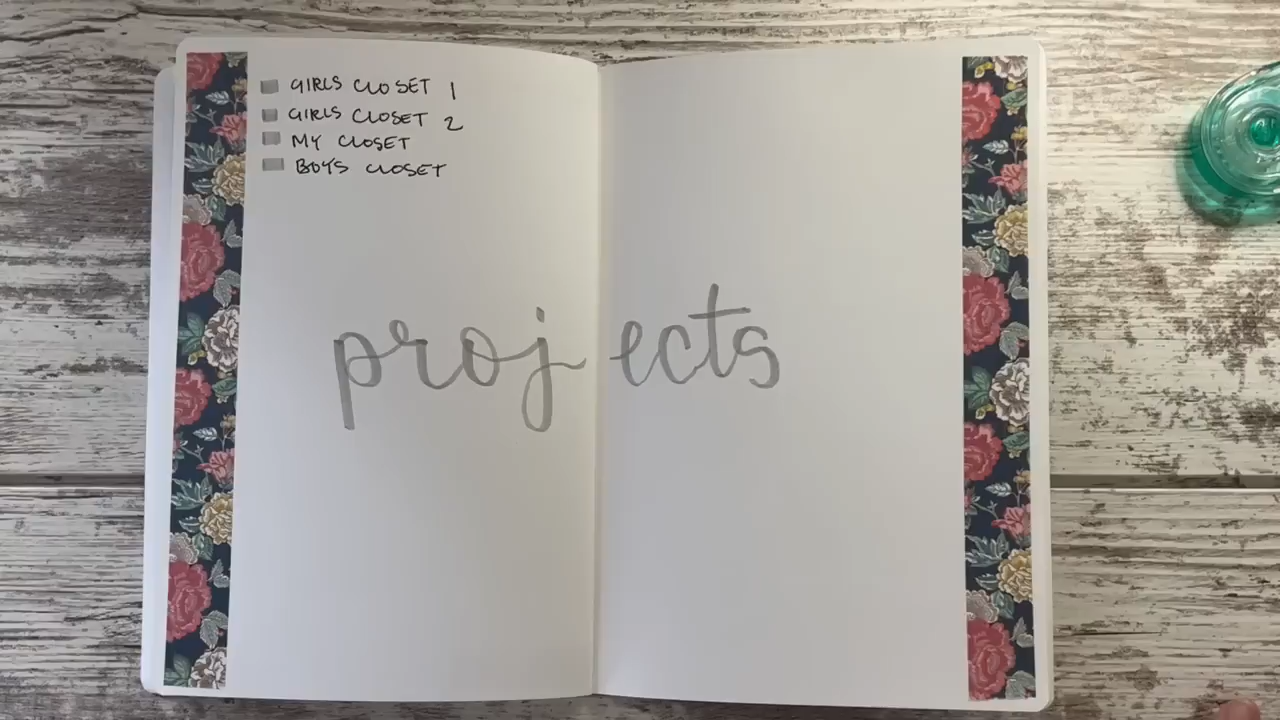 GIRLS CLOSET 1
GIRLS CLOSET 2
MY CLOSET
BOYS CLOSET
projects